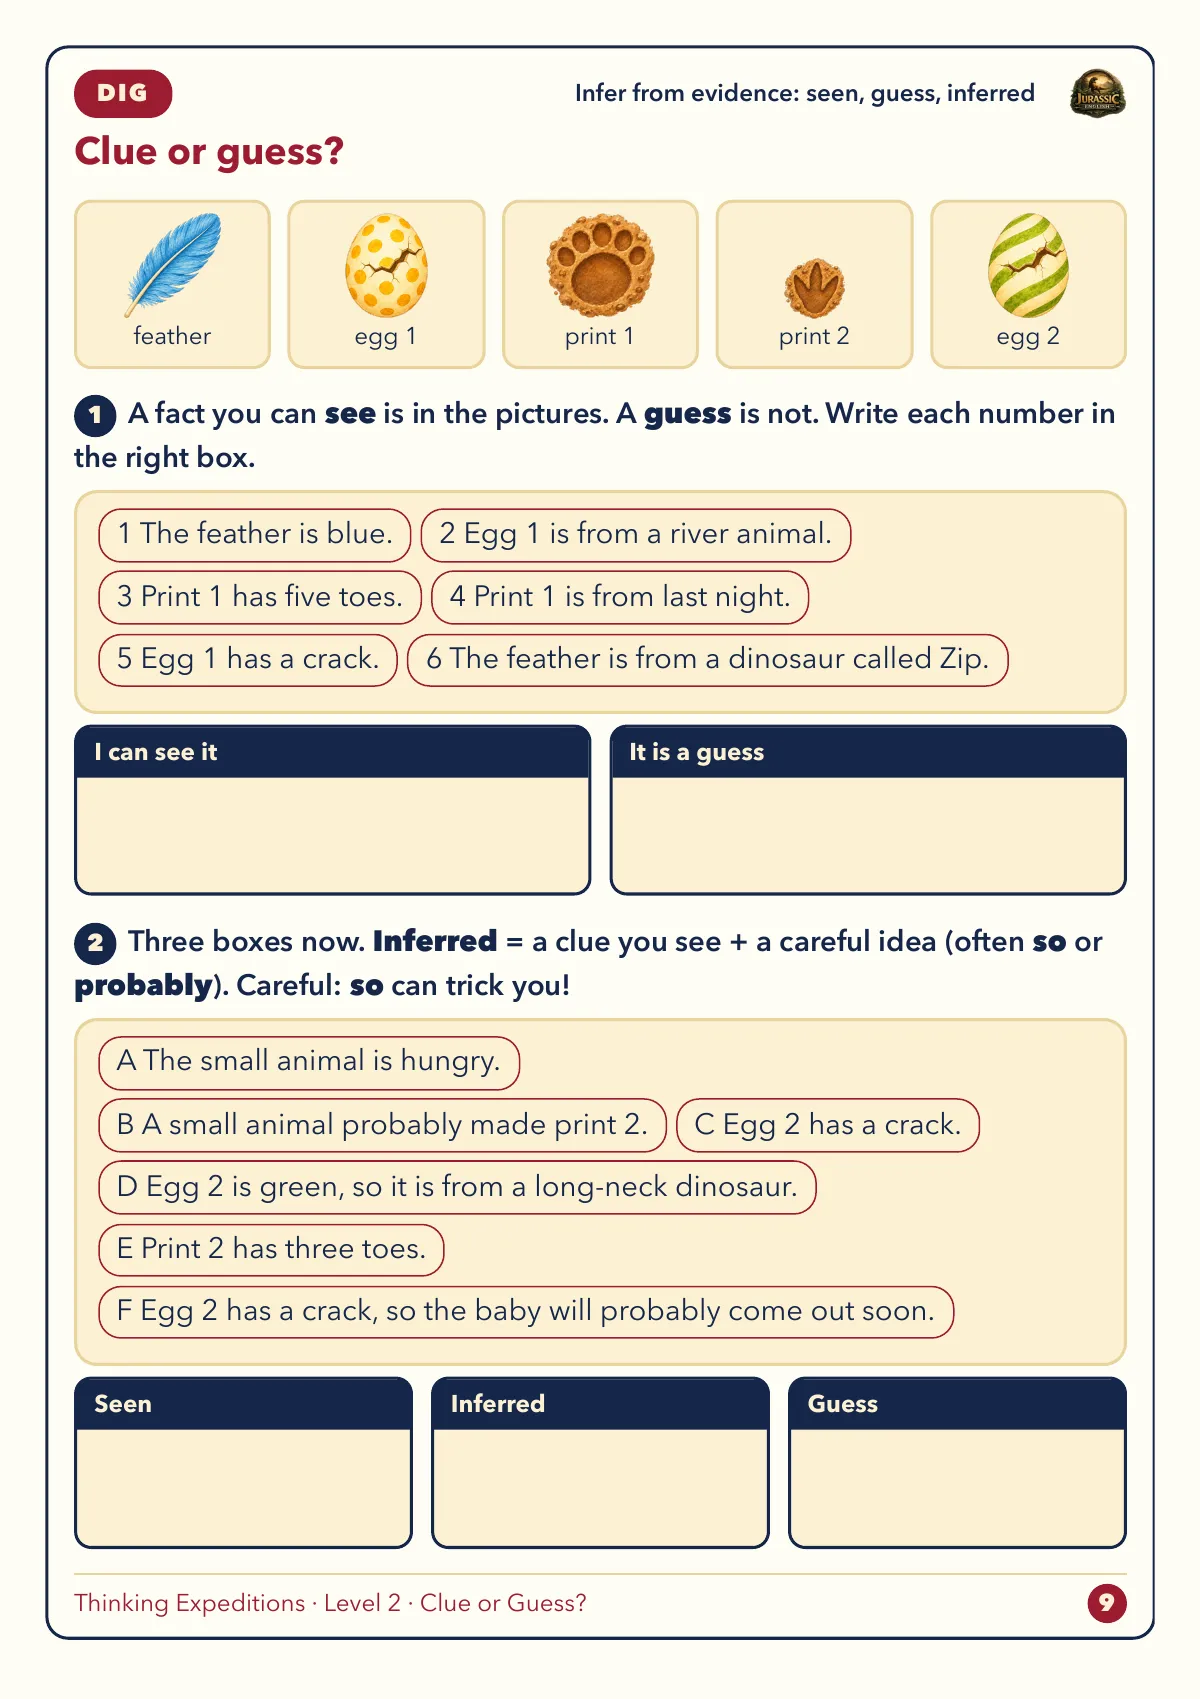 DIG
Infer from evidence: seen, guess, inferred
JURASSIC
ENGLISH
Clue or guess?
feather
egg 1
print 1
print 2
egg 2
1 A fact you can see is in the pictures. A guess is not. Write each number in
the right box.
1 The feather is blue.
2 Egg 1 is from a river animal.
3 Print 1 has five toes.
4 Print 1 is from last night.
5 Egg 1 has a crack.
6 The feather is from a dinosaur called Zip.
I can see it
It is a guess
2 Three boxes now. Inferred = a clue you see + a careful idea (often so or
probably). Careful: so can trick you!
A The small animal is hungry.
B A small animal probably made print 2.
C Egg 2 has a crack.
D Egg 2 is green, so it is from a long-neck dinosaur.
E Print 2 has three toes.
F Egg 2 has a crack, so the baby will probably come out soon.
Seen
Inferred
Guess
Thinking Expeditions · Level 2 · Clue or Guess?
9